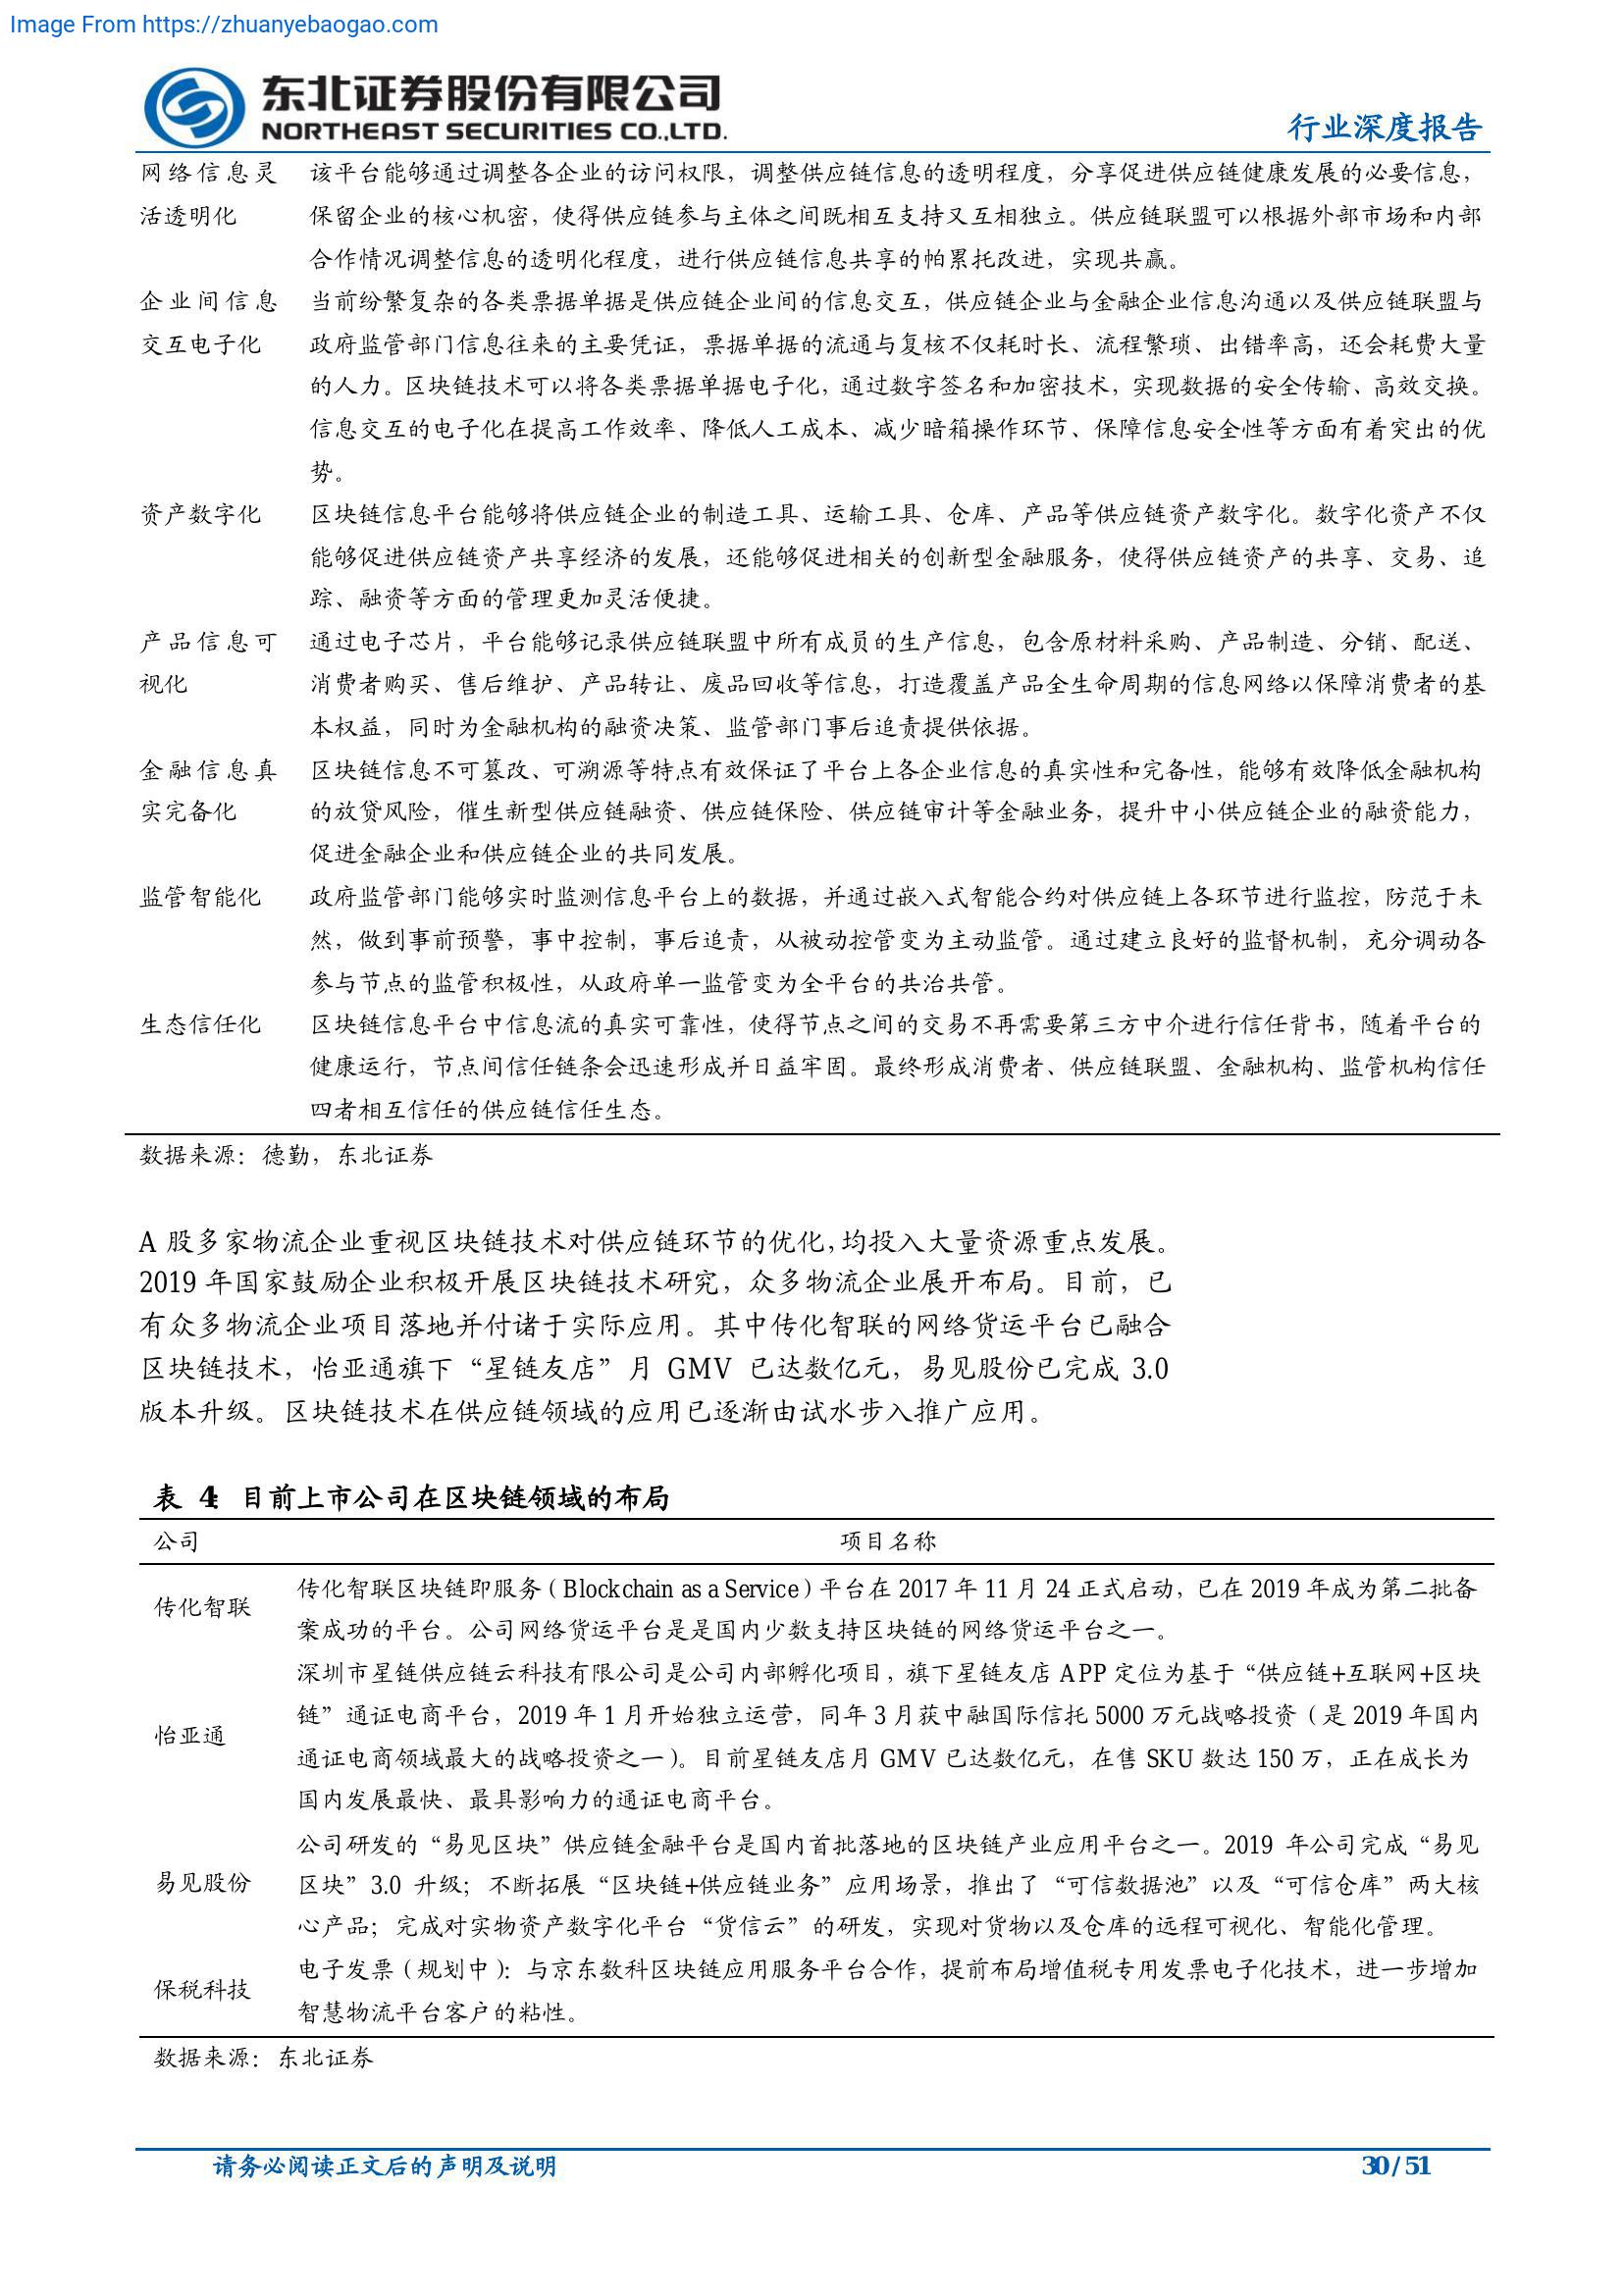 Image From https://zhuanyebaogao.com
东北证券股份有限公司
NORTHEAST SECURITIES CO.,LTD.
行业深度报告
网络信息灵 该平台能够通过调整各企业的访问权限，调整供应链信息的透明程度，分享促进供应链健康发展的必要信息，
活透明化 保留企业的核心机密，使得供应链参与主体之间既相互支持又互相独立。供应链联盟可以根据外部市场和内部
合作情况调整信息的透明化程度，进行供应链信息共享的帕累托改进，实现共赢。
企业间信息 当前纷繁复杂的各类票据单据是供应链企业间的信息交互，供应链企业与金融企业信息沟通以及供应链联盟与
交互电子化 政府监管部门信息往来的主要凭证，票据单据的流通与复核不仅耗时长、流程繁琐、出错率高，还会耗费大量
的人力。区块链技术可以将各类票据单据电子化，通过数字签名和加密技术，实现数据的安全传输、高效交换。
信息交互的电子化在提高工作效率、降低人工成本、减少暗箱操作环节、保障信息安全性等方面有着突出的优
势。
资产数字化 区块链信息平台能够将供应链企业的制造工具、运输工具、仓库、产品等供应链资产数字化。数字化资产不仅
能够促进供应链资产共享经济的发展，还能够促进相关的创新型金融服务，使得供应链资产的共享、交易、追
踪、融资等方面的管理更加灵活便捷。
产品信息可 通过电子芯片，平台能够记录供应链联盟中所有成员的生产信息，包含原材料采购、产品制造、分销、配送、
视化 消费者购买、售后维护、产品转让、废品回收等信息，打造覆盖产品全生命周期的信息网络以保障消费者的基
本权益，同时为金融机构的融资决策、监管部门事后追责提供依据。
金融信息真 区块链信息不可篡改、可溯源等特点有效保证了平台上各企业信息的真实性和完备性，能够有效降低金融机构
实完备化 的放贷风险，催生新型供应链融资、供应链保险、供应链审计等金融业务，提升中小供应链企业的融资能力，
促进金融企业和供应链企业的共同发展。
监管智能化 政府监管部门能够实时监测信息平台上的数据，并通过嵌入式智能合约对供应链上各环节进行监控，防范于未
然，做到事前预警，事中控制，事后追责，从被动控管变为主动监管。通过建立良好的监督机制，充分调动各
参与节点的监管积极性，从政府单一监管变为全平台的共治共管。
生态信任化 区块链信息平台中信息流的真实可靠性，使得节点之间的交易不再需要第三方中介进行信任背书，随着平台的
健康运行，节点间信任链条会迅速形成并日益牢固。最终形成消费者、供应链联盟、金融机构、监管机构信任
四者相互信任的供应链信任生态。
数据来源：德勤，东北证券
A 股多家物流企业重视区块链技术对供应链环节的优化，均投入大量资源重点发展。
2019 年国家鼓励企业积极开展区块链技术研究，众多物流企业展开布局。目前，已
有众多物流企业项目落地并付诸于实际应用。其中传化智联的网络货运平台已融合
区块链技术，怡亚通旗下“星链友店”月 GMV 已达数亿元，易见股份已完成 3.0
版本升级。区块链技术在供应链领域的应用已逐渐由试水步入推广应用。
表 4：目前上市公司在区块链领域的布局
公司 项目名称
传化智联 传化智联区块链即服务（Blockchain as a Service）平台在 2017 年 11 月 24 正式启动，已在 2019 年成为第二批备
案成功的平台。公司网络货运平台是是国内少数支持区块链的网络货运平台之一。
怡亚通 深圳市星链供应链云科技有限公司是公司内部孵化项目，旗下星链友店 APP 定位为基于“供应链+互联网+区块
链”通证电商平台，2019 年 1 月开始独立运营，同年 3 月获中融国际信托 5000 万元战略投资（是 2019 年国内
通证电商领域最大的战略投资之一）。目前星链友店月 GMV 已达数亿元，在售 SKU 数达 150 万，正在成长为
国内发展最快、最具影响力的通证电商平台。
易见股份 公司研发的“易见区块”供应链金融平台是国内首批落地的区块链产业应用平台之一。2019 年公司完成“易见
区块”3.0 升级；不断拓展“区块链+供应链业务”应用场景，推出了“可信数据池”以及“可信仓库”两大核
心产品；完成对实物资产数字化平台“货信云”的研发，实现对货物以及仓库的远程可视化、智能化管理。
保税科技 电子发票（规划中）：与京东数科区块链应用服务平台合作，提前布局增值税专用发票电子化技术，进一步增加
智慧物流平台客户的粘性。
数据来源：东北证券
请务必阅读正文后的声明及说明 30 / 51